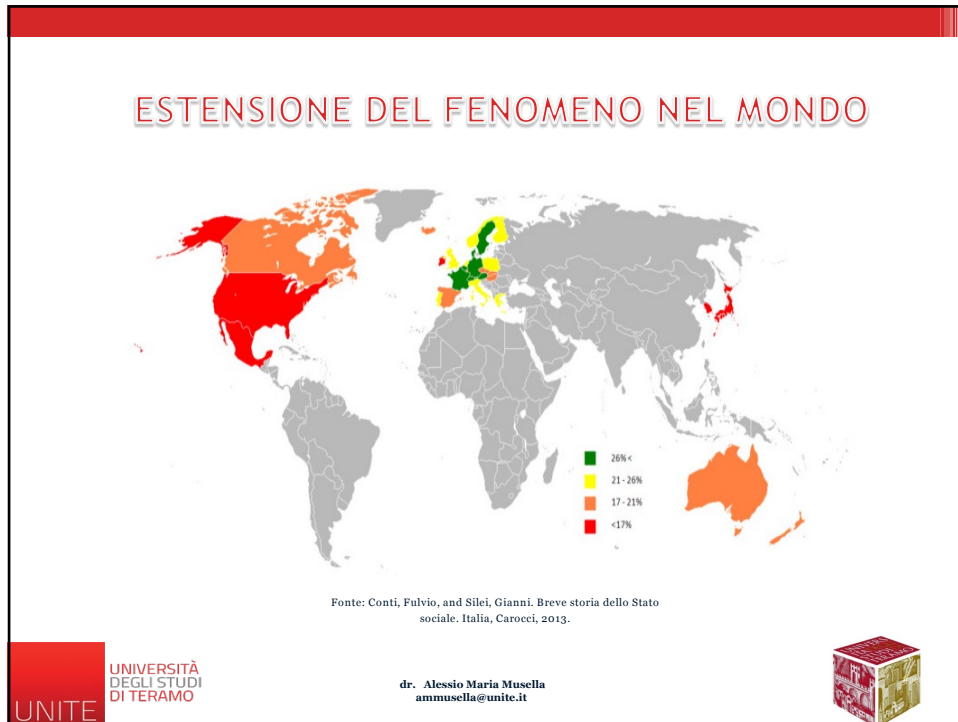 ESTENSIONE DEL FENOMENO NEL MONDO
26% <
21 - 26%
17 - 21%
<17%
Fonte: Conti, Fulvio, and Silei, Gianni. Breve storia dello Stato
sociale. Italia, Carocci, 2013.
UNITE
UNIVERSITÀ
DEGLI STUDI
DI TERAMO
dr. Alessio Maria Musella
ammusella@unite.it